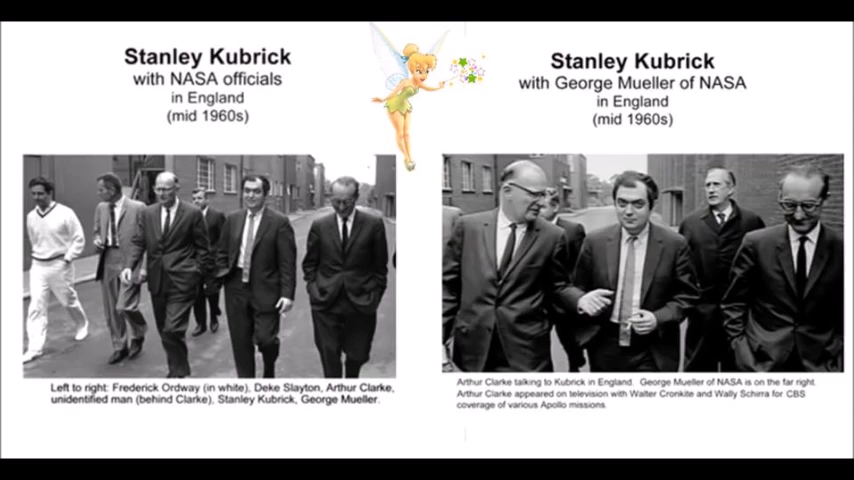 Stanley Kubrick
with NASA officials
in England
(mid 1960s)
Left to right: Frederick Ordway (in white), Deke Slayton, Arthur Clarke,
unidentified man (behind Clarke), Stanley Kubrick, George Mueller.
Stanley Kubrick
with George Mueller of NASA
in England
(mid 1960s)
Arthur Clarke talking to Kubrick in England. George Mueller of NASA is on the far right.
Arthur Clarke appeared on television with Walter Cronkite and Wally Schirra for CBS
coverage of various Apollo missions.